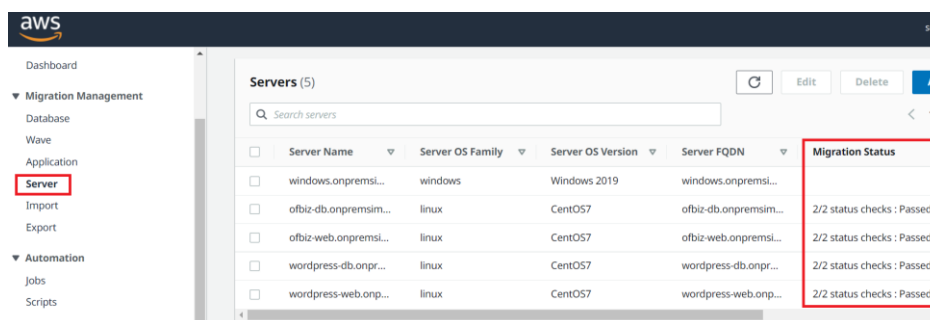 aws
s
Dashboard
Migration Management
Database
Wave
Application
Server
Import
Export
Automation
Jobs
Scripts
Servers (5)
Edit
Delete
A
Search servers
Server Name
Server OS Family
Server OS Version
Server FQDN
Migration Status
windows.onpremsi... windows Windows 2019 windows.onpremsi...
ofbiz-db.onpremsim... linux CentOS7 ofbiz-db.onpremsim... 2/2 status checks : Passed
ofbiz-web.onpremsi... linux CentOS7 ofbiz-web.onpremsi... 2/2 status checks : Passed
wordpress-db.onpr... linux CentOS7 wordpress-db.onpr... 2/2 status checks : Passed
wordpress-web.onp... linux CentOS7 wordpress-web.onp... 2/2 status checks : Passed